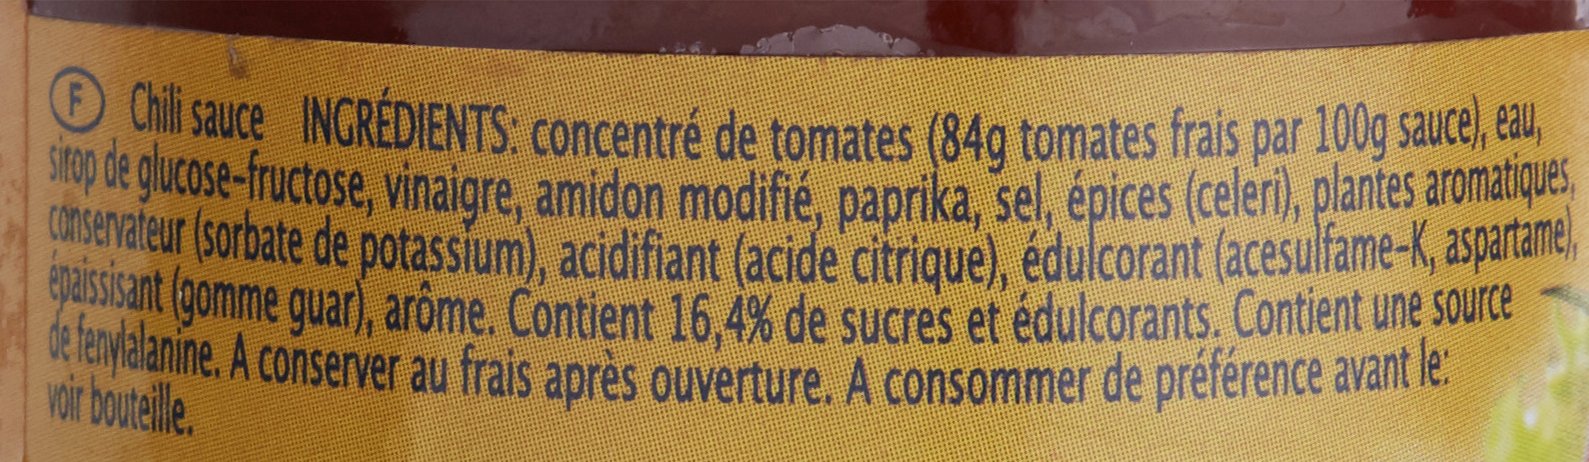 F Chili sauce INGRÉDIENTS: concentré de tomates (84g tomates frais par 100g sauce), eau,
sirop de glucose-fructose, vinaigre, amidon modifié, paprika, sel, épices (celeri), plantes aromatiques,
conservateur (sorbate de potassium), acidifiant (acide citrique), édulcorant (acesulfame-K, aspartame),
épaissisant (gomme guar), arôme. Contient 16,4% de sucres et édulcorants. Contient une source
de fenylalanine. A conserver au frais après ouverture. A consommer de préférence avant le:
voir bouteille.